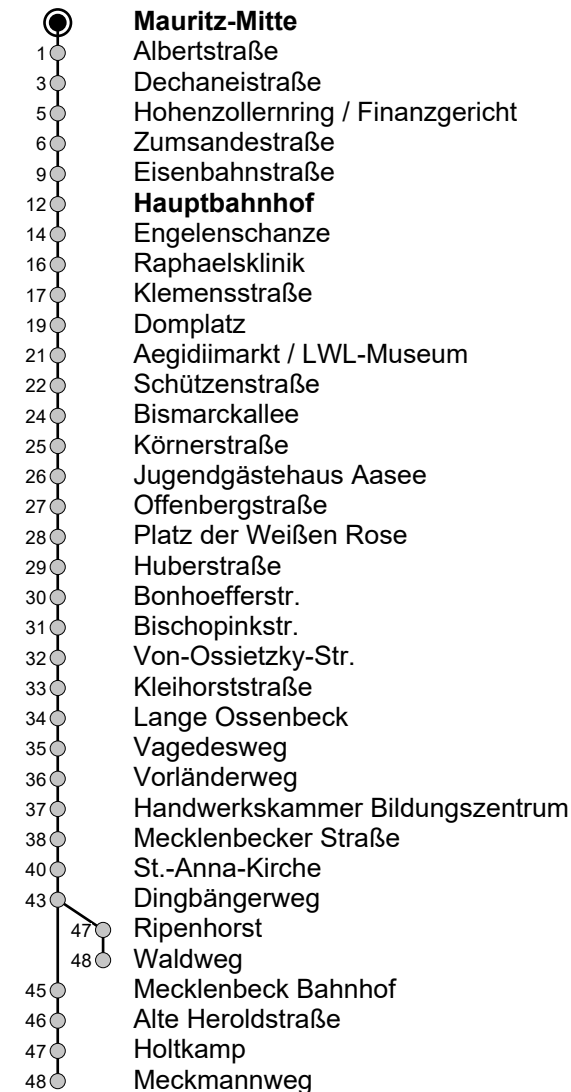 Mauritz-Mitte
1 Albertstraße
3 Dechaneistraße
5 Hohenzollernring / Finanzgericht
6 Zumsandestraße
9 Eisenbahnstraße
12 Hauptbahnhof
14 Engelenschanze
16 Raphaelsklinik
17 Klemensstraße
19 Domplatz
21 Aegidiimarkt / LWL-Museum
22 Schützenstraße
24 Bismarckallee
25 Körnerstraße
26 Jugendgästehaus Aasee
27 Offenbergstraße
28 Platz der Weißen Rose
29 Huberstraße
30 Bonhoefferstr.
31 Bischopinkstr.
32 Von-Ossietzky-Str.
33 Kleihorststraße
34 Lange Ossenbeck
35 Vagedesweg
36 Vorländerweg
37 Handwerkskammer Bildungszentrum
38 Mecklenbecker Straße
40 St.-Anna-Kirche
43 Dingbängerweg
47 Ripenhorst
48 Waldweg
45 Mecklenbeck Bahnhof
46 Alte Heroldstraße
47 Holtkamp
48 Meckmannweg